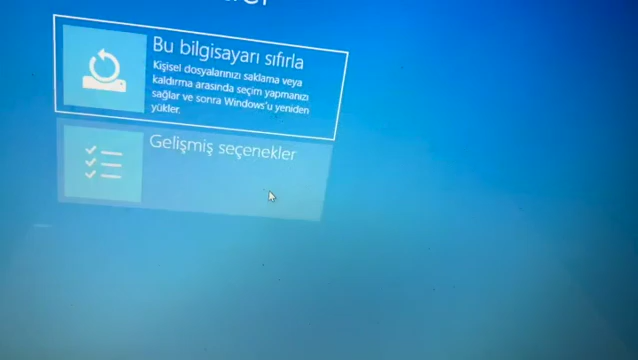 Bu bilgisayarı sıfırla
Kişisel dosyalarınızı saklama veya
kaldırma arasında seçim yapmanızı
sağlar ve sonra Windows'u yeniden
yükler.
Gelişmiş seçenekler